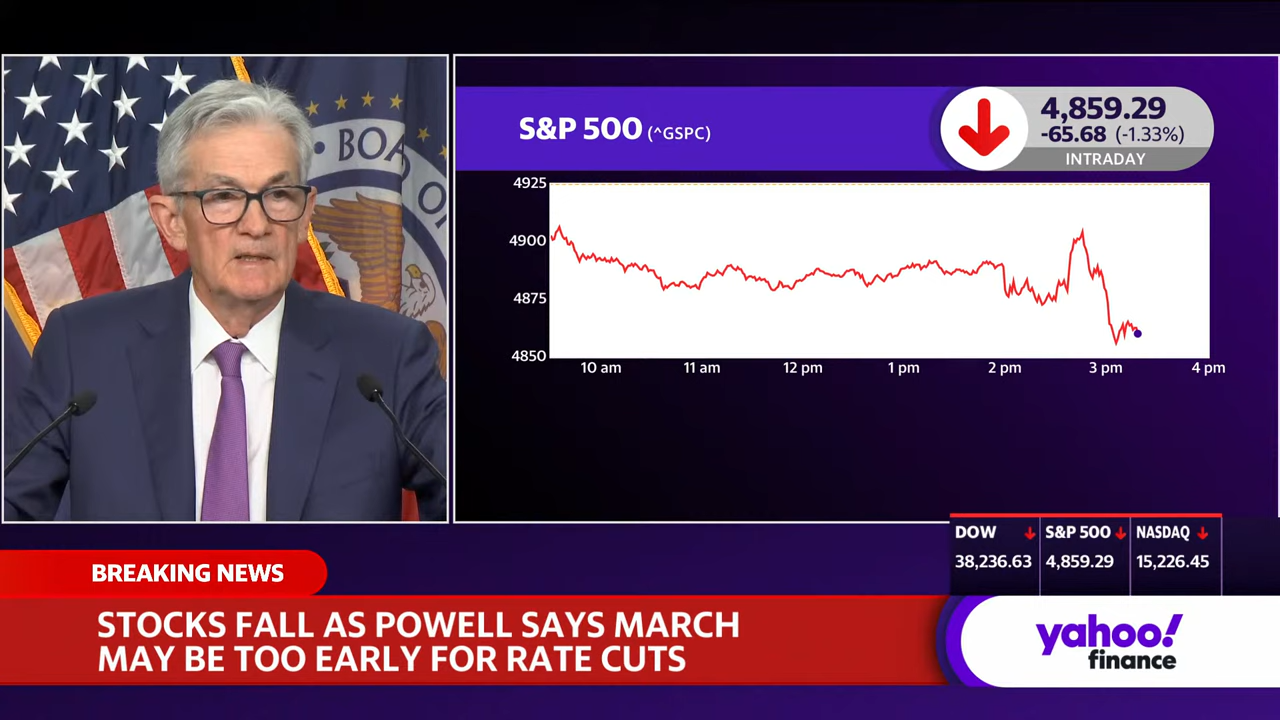 BOA
OF
S&P 500 (^GSPC)
4,859.29
-65.68 (-1.33%)
INTRADAY
4925
4900
4875
4850
10 am 11 am 12 pm 1 pm 2 pm 3 pm 4 pm
DOW S&P 500 NASDAQ
38,236.63 4,859.29 15,226.45
BREAKING NEWS
STOCKS FALL AS POWELL SAYS MARCH
MAY BE TOO EARLY FOR RATE CUTS
yahoo!
finance